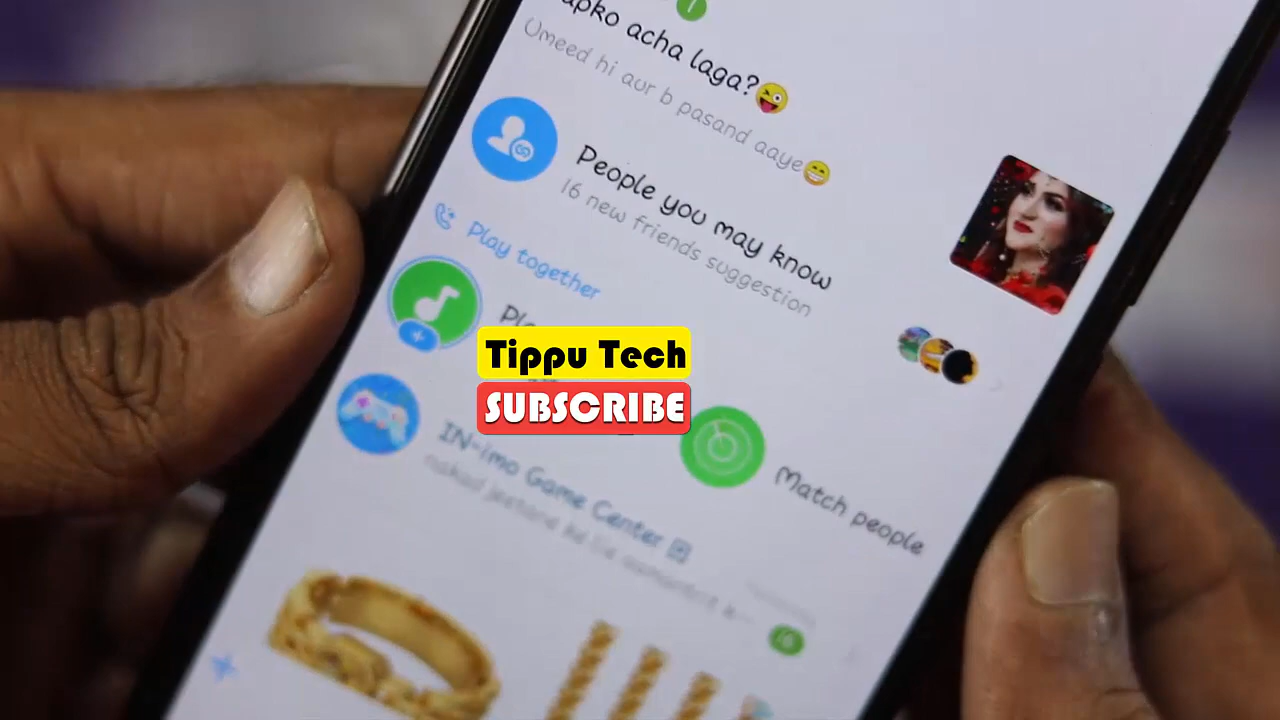 apko acha laga?😜
Umeed hi aur b pasand aaye😁
People you may know
16 new friends suggestion
Play together
Tippu Tech
SUBSCRIBE
IN-imo Game Center
Match people
16